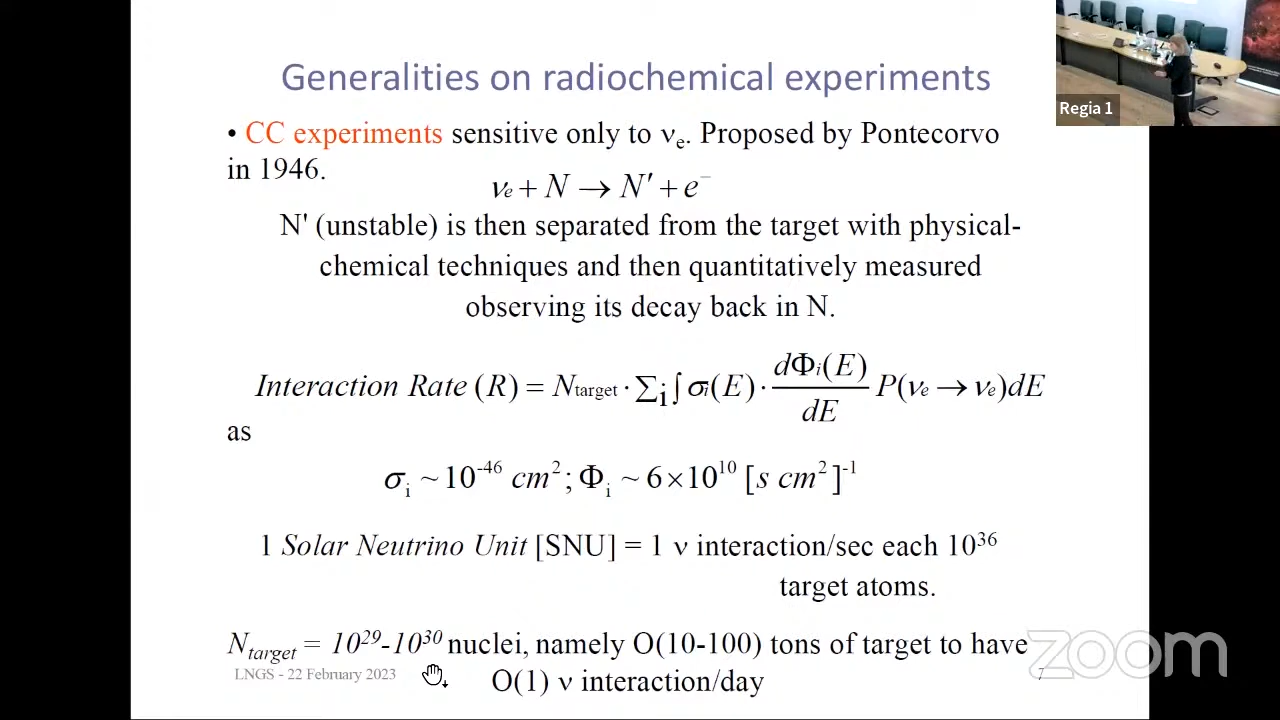 Generalities on radiochemical experiments
Regia 1
• CC experiments sensitive only to νe. Proposed by Pontecorvo
in 1946.
νe + N → N′ + e⁻
N' (unstable) is then separated from the target with physical-
chemical techniques and then quantitatively measured
observing its decay back in N.
Interaction Rate (R) = Ntarget · ∑i ∫ σi(E) · dΦi(E)/dE P(νe → νe)dE
as
σi ~ 10⁻⁴⁶ cm²; Φi ~ 6×10¹⁰ [s cm²]⁻¹
1 Solar Neutrino Unit [SNU] = 1 ν interaction/sec each 10³⁶
target atoms.
Ntarget = 10²⁹-10³⁰ nuclei, namely O(10-100) tons of target to have
O(1) ν interaction/day
LNGS - 22 February 2023
7
zoom